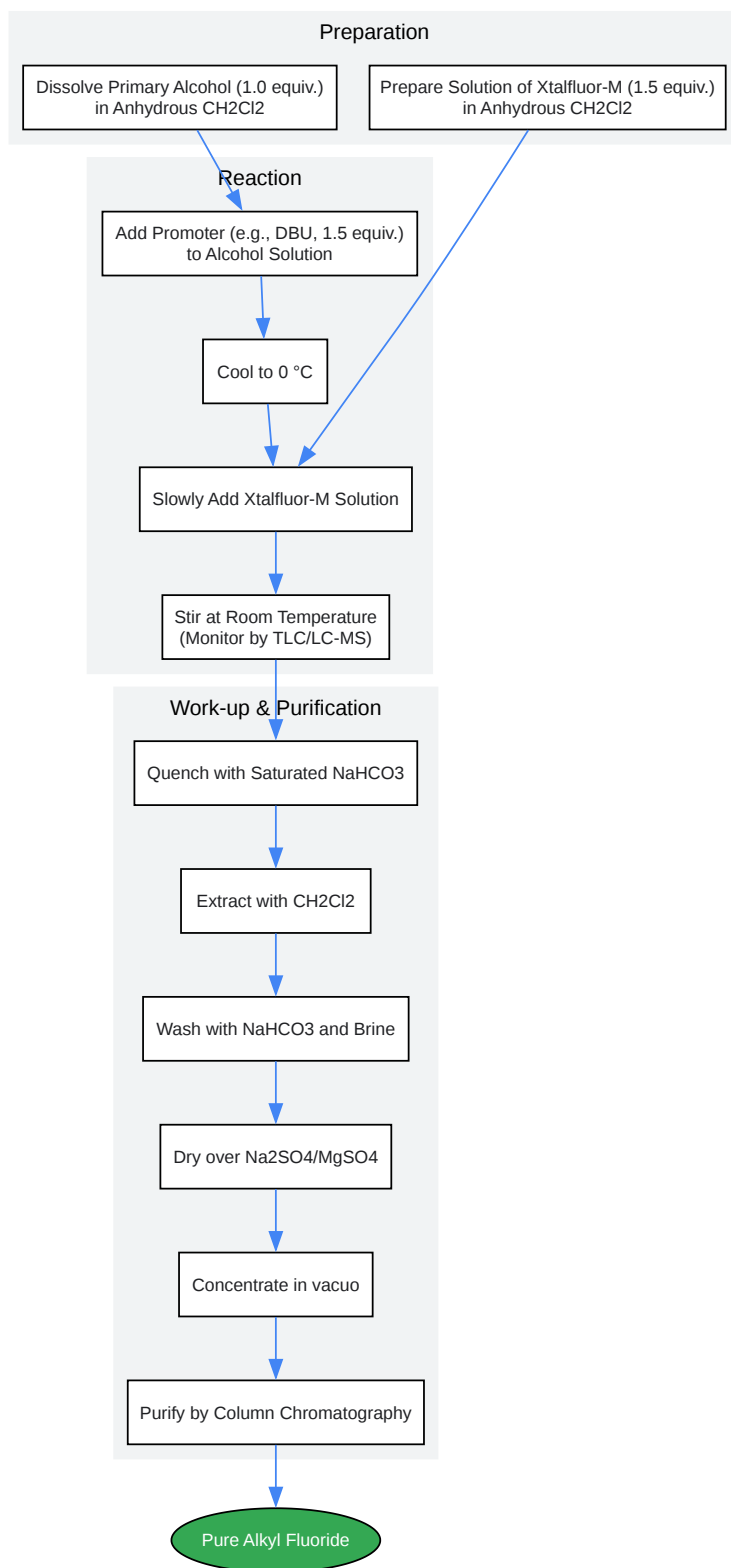 Preparation
Dissolve Primary Alcohol (1.0 equiv.)
in Anhydrous CH2Cl2
Prepare Solution of Xtalfluor-M (1.5 equiv.)
in Anhydrous CH2Cl2
Reaction
Add Promoter (e.g., DBU, 1.5 equiv.)
to Alcohol Solution
Cool to 0 °C
Slowly Add Xtalfluor-M Solution
Stir at Room Temperature
(Monitor by TLC/LC-MS)
Work-up & Purification
Quench with Saturated NaHCO3
Extract with CH2Cl2
Wash with NaHCO3 and Brine
Dry over Na2SO4/MgSO4
Concentrate in vacuo
Purify by Column Chromatography
Pure Alkyl Fluoride